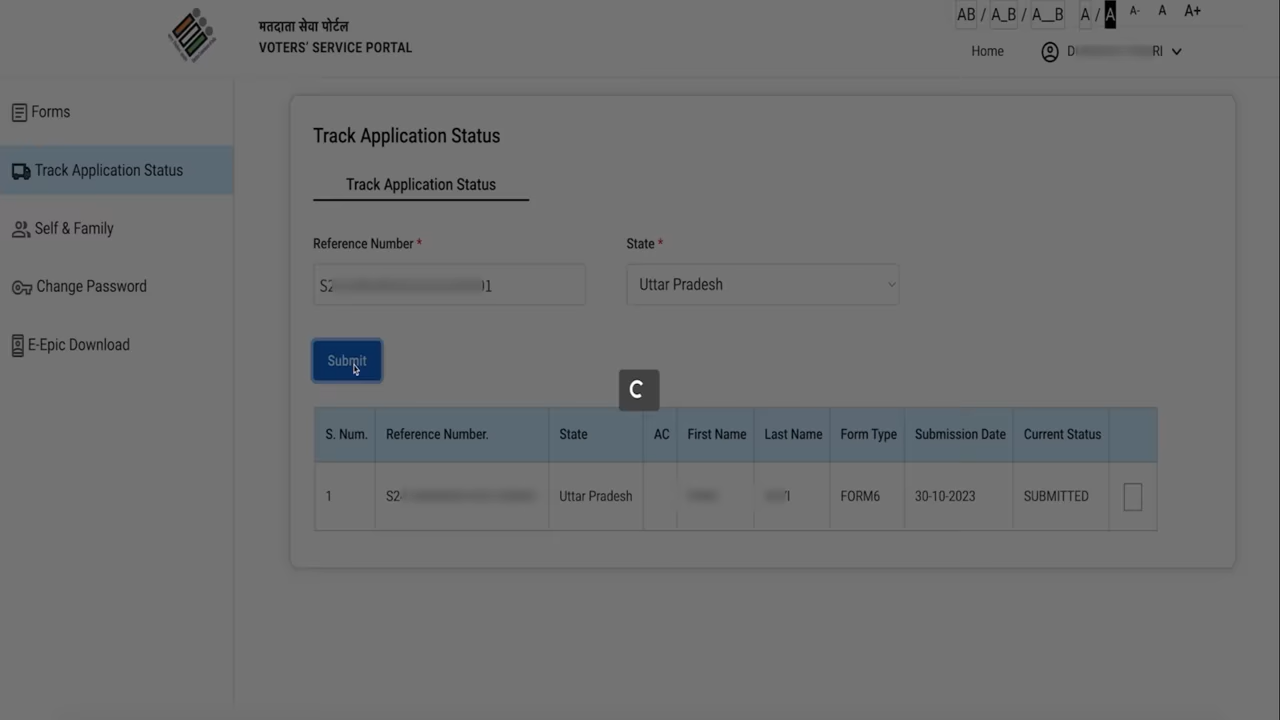 मतदाता सेवा पोर्टल
VOTERS' SERVICE PORTAL
AB / A_B / A__B A / A A- A A+
Home
Forms
Track Application Status
Self & Family
Change Password
E-Epic Download
Track Application Status
Track Application Status
Reference Number * State *
Uttar Pradesh
Submit
S. Num. Reference Number. State AC First Name Last Name Form Type Submission Date Current Status
1 Uttar Pradesh FORM6 30-10-2023 SUBMITTED